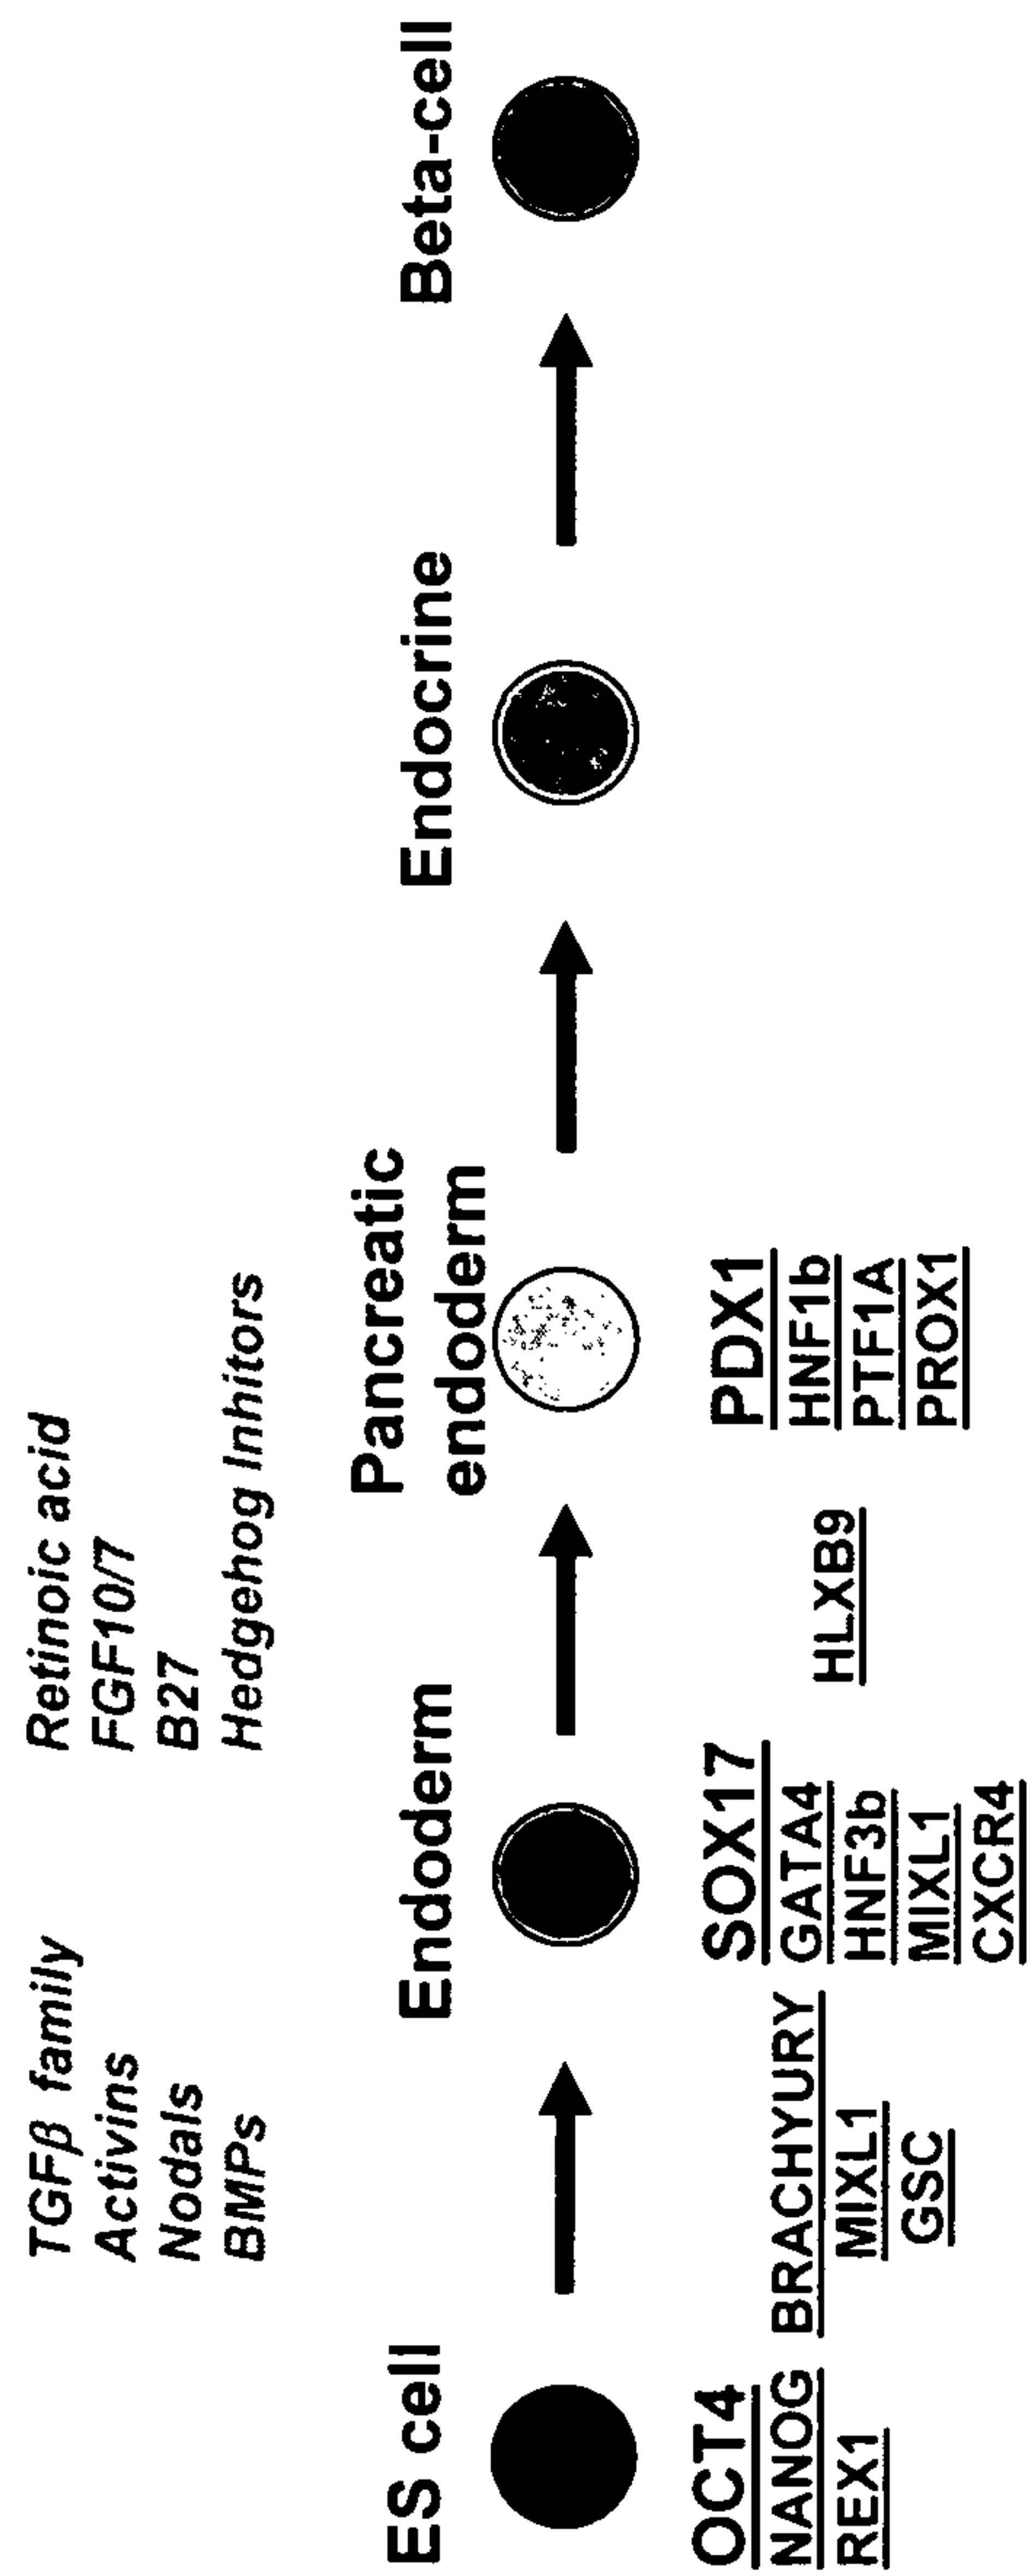 TGFβ family
Activins
Nodals
BMPs
Retinoic acid
FGF10/7
B27
Hedgehog Inhibitors
ES cell
Endoderm
Pancreatic
endoderm
Endocrine
Beta-cell
OCT4
NANOG
REX1
BRACHYURY
MIXL1
GSC
SOX17
GATA4
HNF3b
MIXL1
CXCR4
HLXB9
PDX1
HNF1b
PTF1A
PROX1